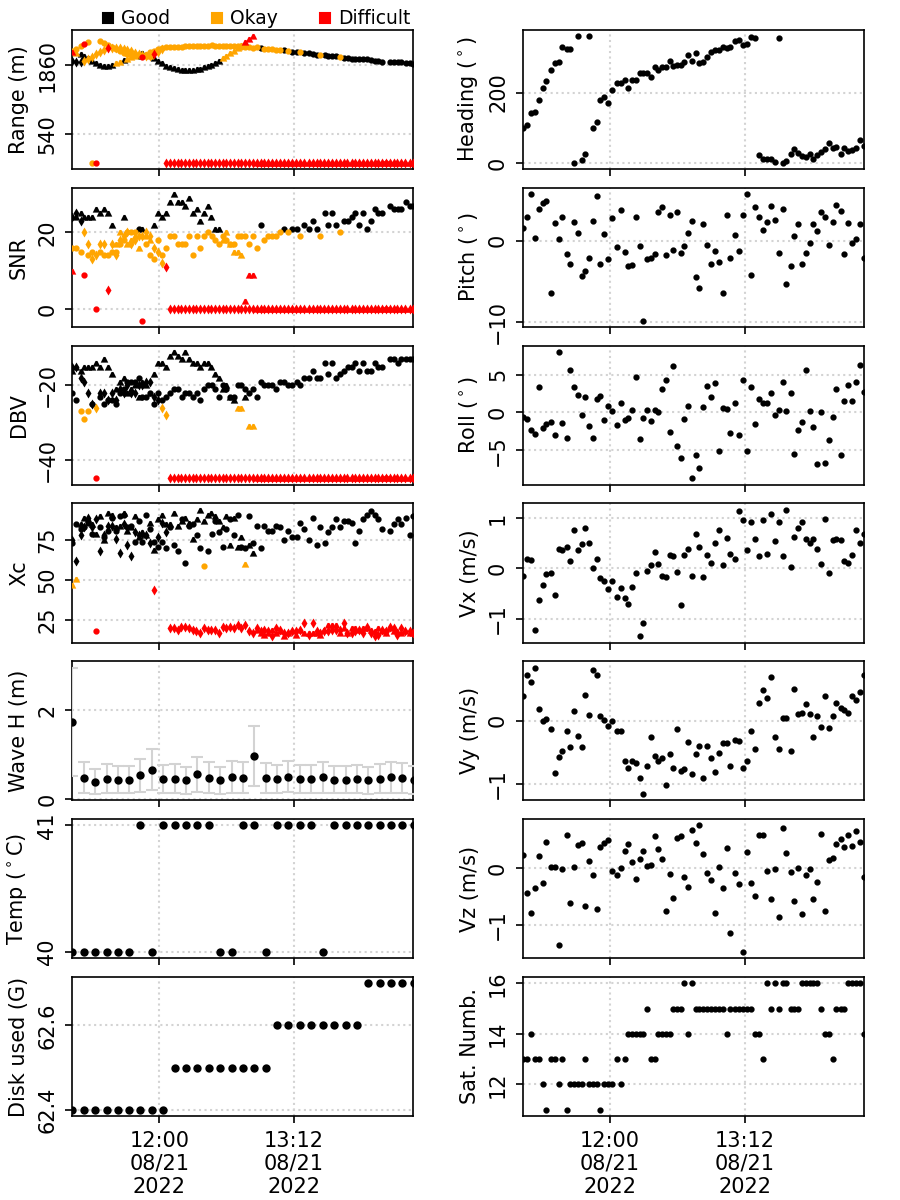 Good Okay Difficult
Range (m)
1860
540
Heading (°)
200
0
SNR
20
0
Pitch (°)
0
−10
DBV
−20
−40
Roll (°)
5
0
−5
Xc
75
50
25
Vx (m/s)
1
0
−1
Wave H (m)
2
0
Vy (m/s)
0
−1
Temp (°C)
41
40
Vz (m/s)
0
−1
Disk used (G)
62.6
62.4
Sat. Numb.
16
14
12
12:00
08/21
2022
13:12
08/21
2022
12:00
08/21
2022
13:12
08/21
2022